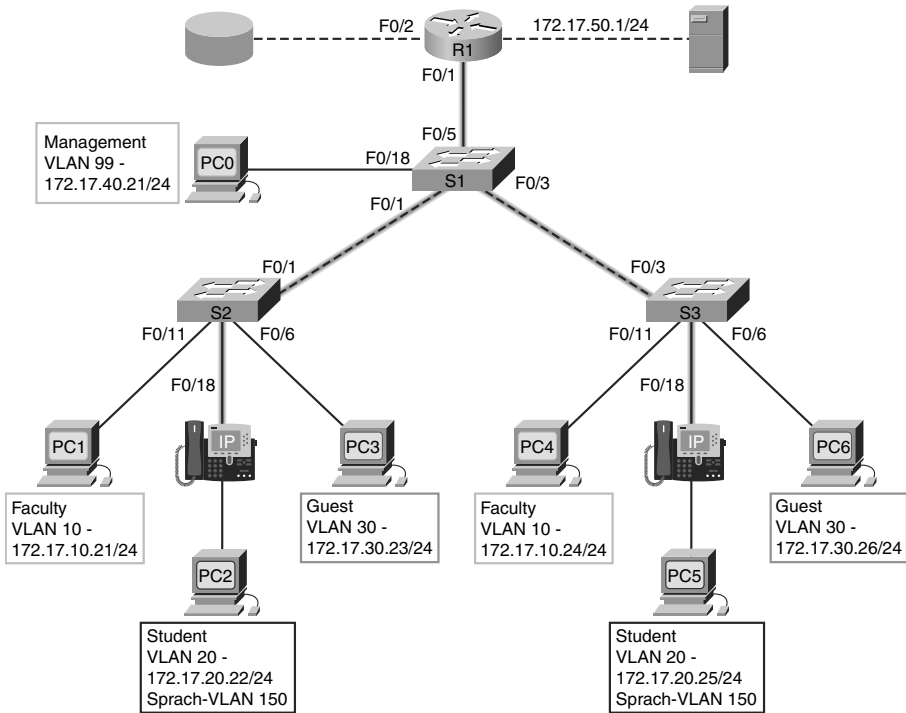 F0/2
172.17.50.1/24
R1
F0/1
Management
VLAN 99 -
172.17.40.21/24
PC0
F0/18
F0/5
S1
F0/3
F0/1
F0/1
S2
F0/3
S3
F0/11
F0/6
F0/18
F0/11
F0/6
F0/18
PC1
IP
PC3
PC4
IP
PC6
Faculty
VLAN 10 -
172.17.10.21/24
Guest
VLAN 30 -
172.17.30.23/24
Faculty
VLAN 10 -
172.17.10.24/24
Guest
VLAN 30 -
172.17.30.26/24
PC2
PC5
Student
VLAN 20 -
172.17.20.22/24
Sprach-VLAN 150
Student
VLAN 20 -
172.17.20.25/24
Sprach-VLAN 150